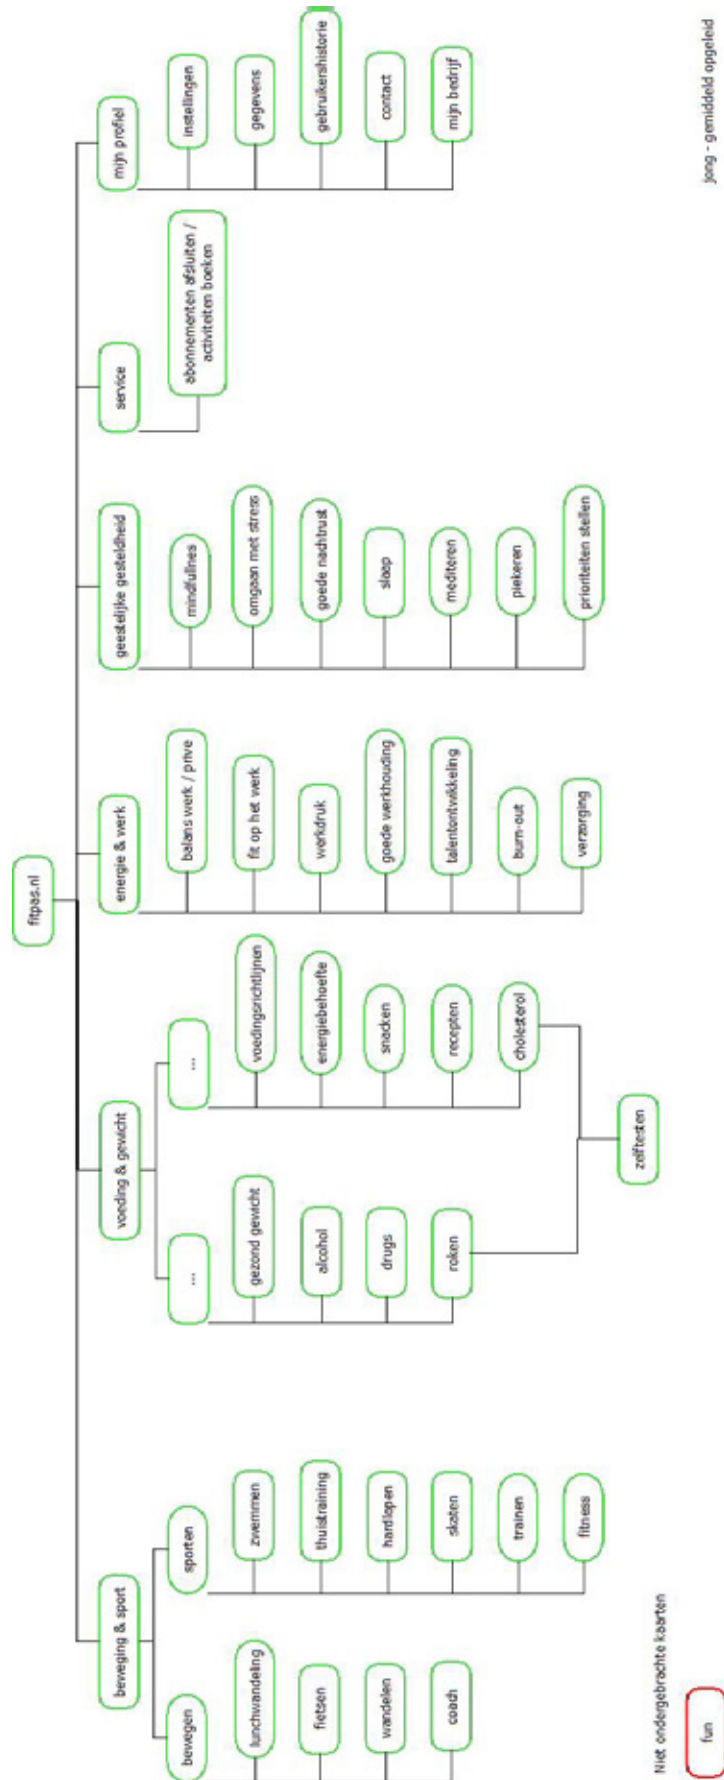 fitpas.nl
beweging & sport
bewegen
lunchwandeling
fietsen
wandelen
coach
sporten
zwemmen
thuistraining
hardlopen
skaten
trainen
fitness
voeding & gewicht
...
gezond gewicht
alcohol
drugs
roken
...
voedingsrichtlijnen
energiebehoefte
snacken
recepten
cholesterol
zelftesten
energie & werk
balans werk / prive
fit op het werk
werkdruk
goede werkhouding
talentontwikkeling
burn-out
verzorging
geestelijke gesteldheid
mindfullnes
omgaan met stress
goede nachtrust
slaap
mediteren
piekeren
prioriteiten stellen
service
abonnementen afsluiten /
activiteiten boeken
mijn profiel
instellingen
gegevens
gebruikershistorie
contact
mijn bedrijf
Niet ondergebrachte kaarten
fun
jong - gemiddeld opgeleid